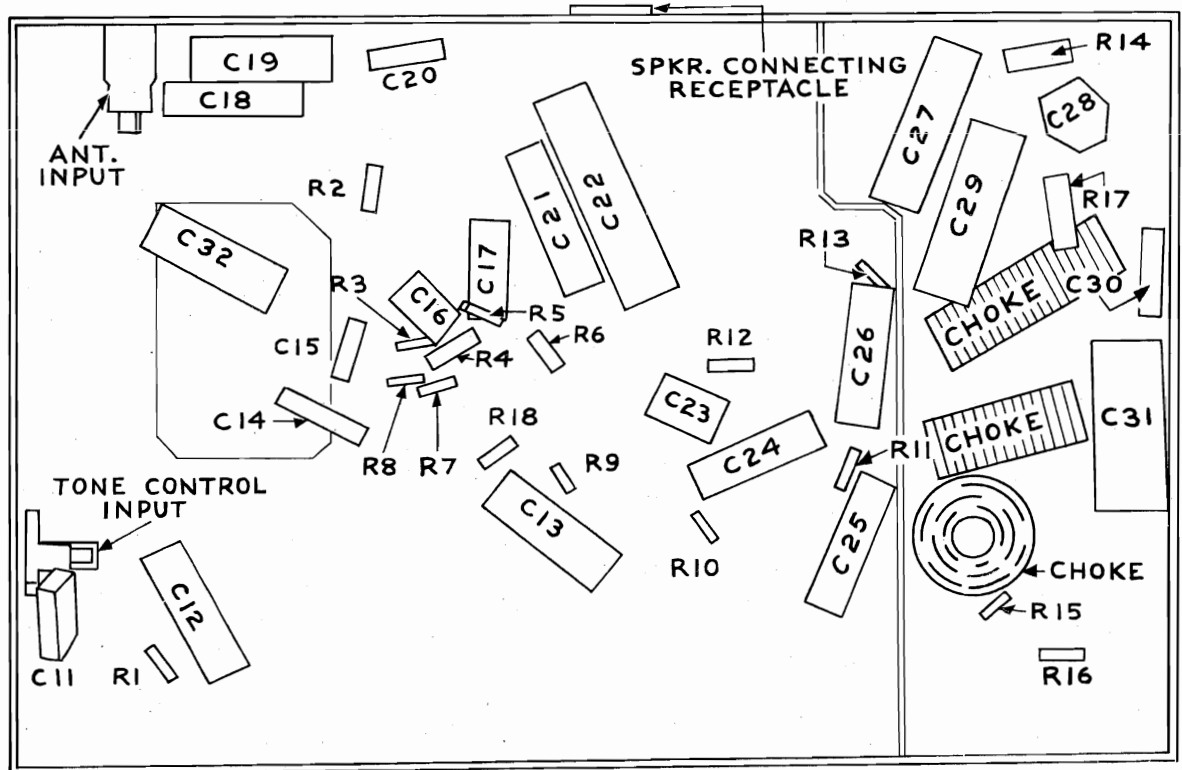 C19
C18
C20
SPKR. CONNECTING
RECEPTACLE
R14
C28
C27
ANT.
INPUT
R2
C22
C21
C29
R17
C32
R13
C17
R3
C16
R5
C30
CHOKE
C15
R4
R6
R12
C26
C14
C23
C31
R8
R7
R18
R9
CHOKE
C24
R11
TONE CONTROL
INPUT
C13
R10
C25
CHOKE
C12
R15
C11
R1
R16